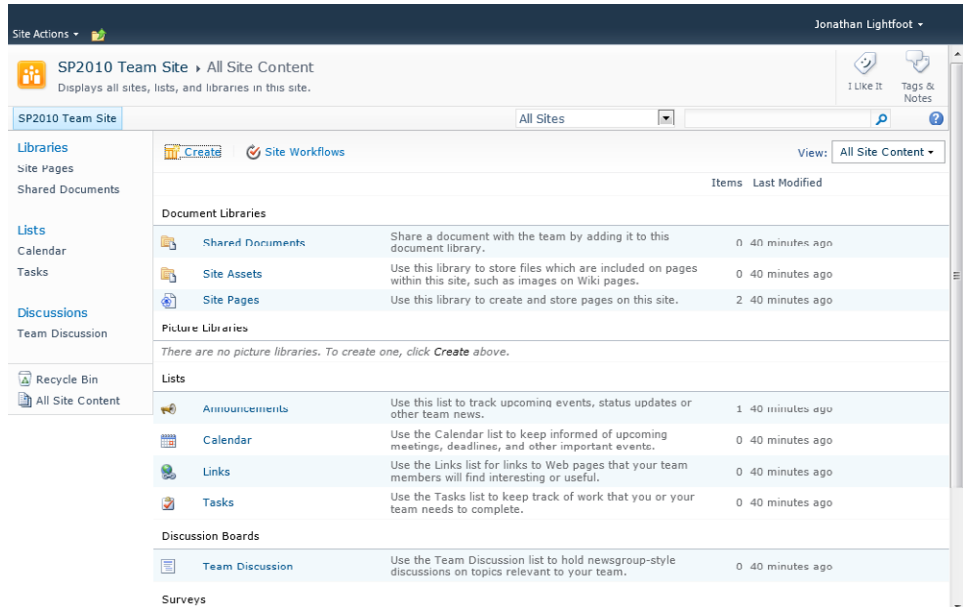 Jonathan Lightfoot
Site Actions
SP2010 Team Site ▸ All Site Content
Displays all sites, lists, and libraries in this site.
I Like It
Tags &
Notes
SP2010 Team Site
All Sites
Libraries
Site Pages
Shared Documents
Lists
Calendar
Tasks
Discussions
Team Discussion
Recycle Bin
All Site Content
Create
Site Workflows
View: All Site Content
Items Last Modified
Document Libraries
Shared Documents
Share a document with the team by adding it to this
document library.
0 40 minutes ago
Site Assets
Use this library to store files which are included on pages
within this site, such as images on Wiki pages.
0 40 minutes ago
Site Pages
Use this library to create and store pages on this site.
2 40 minutes ago
Picture Libraries
There are no picture libraries. To create one, click Create above.
Lists
Announcements
Use this list to track upcoming events, status updates or
other team news.
1 40 minutes ago
Calendar
Use the Calendar list to keep informed of upcoming
meetings, deadlines, and other important events.
0 40 minutes ago
Links
Use the Links list for links to Web pages that your team
members will find interesting or useful.
0 40 minutes ago
Tasks
Use the Tasks list to keep track of work that you or your
team needs to complete.
0 40 minutes ago
Discussion Boards
Team Discussion
Use the Team Discussion list to hold newsgroup-style
discussions on topics relevant to your team.
0 40 minutes ago
Surveys